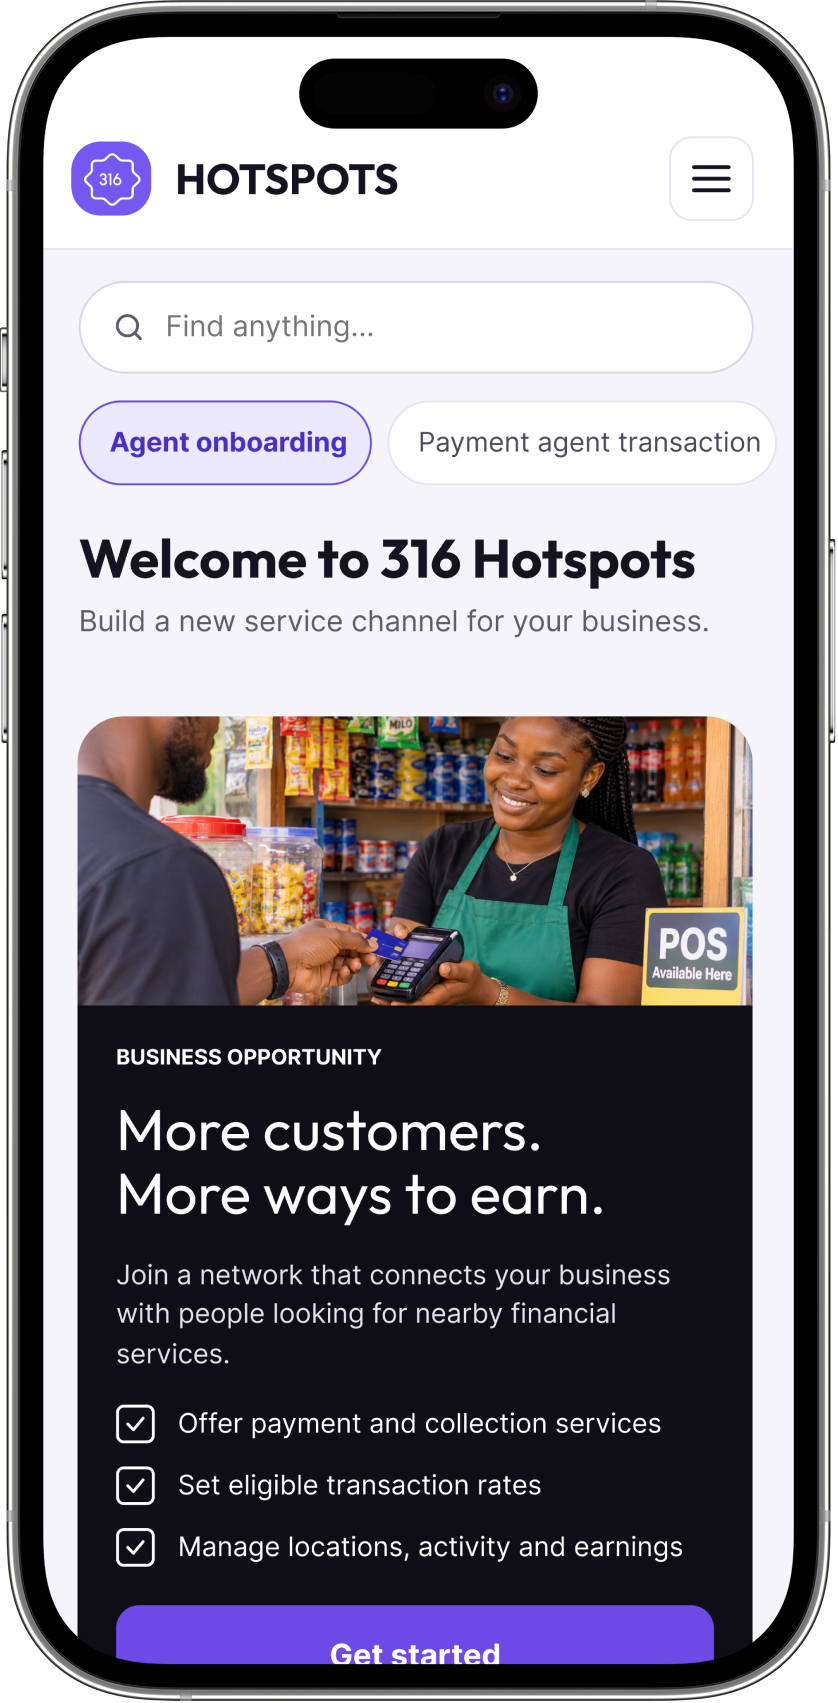 316
HOTSPOTS
Find anything...
Agent onboarding
Payment agent transaction
Welcome to 316 Hotspots
Build a new service channel for your business.
MILO
POS
Available Here
BUSINESS OPPORTUNITY
More customers.
More ways to earn.
Join a network that connects your business
with people looking for nearby financial
services.
Offer payment and collection services
Set eligible transaction rates
Manage locations, activity and earnings
Get started